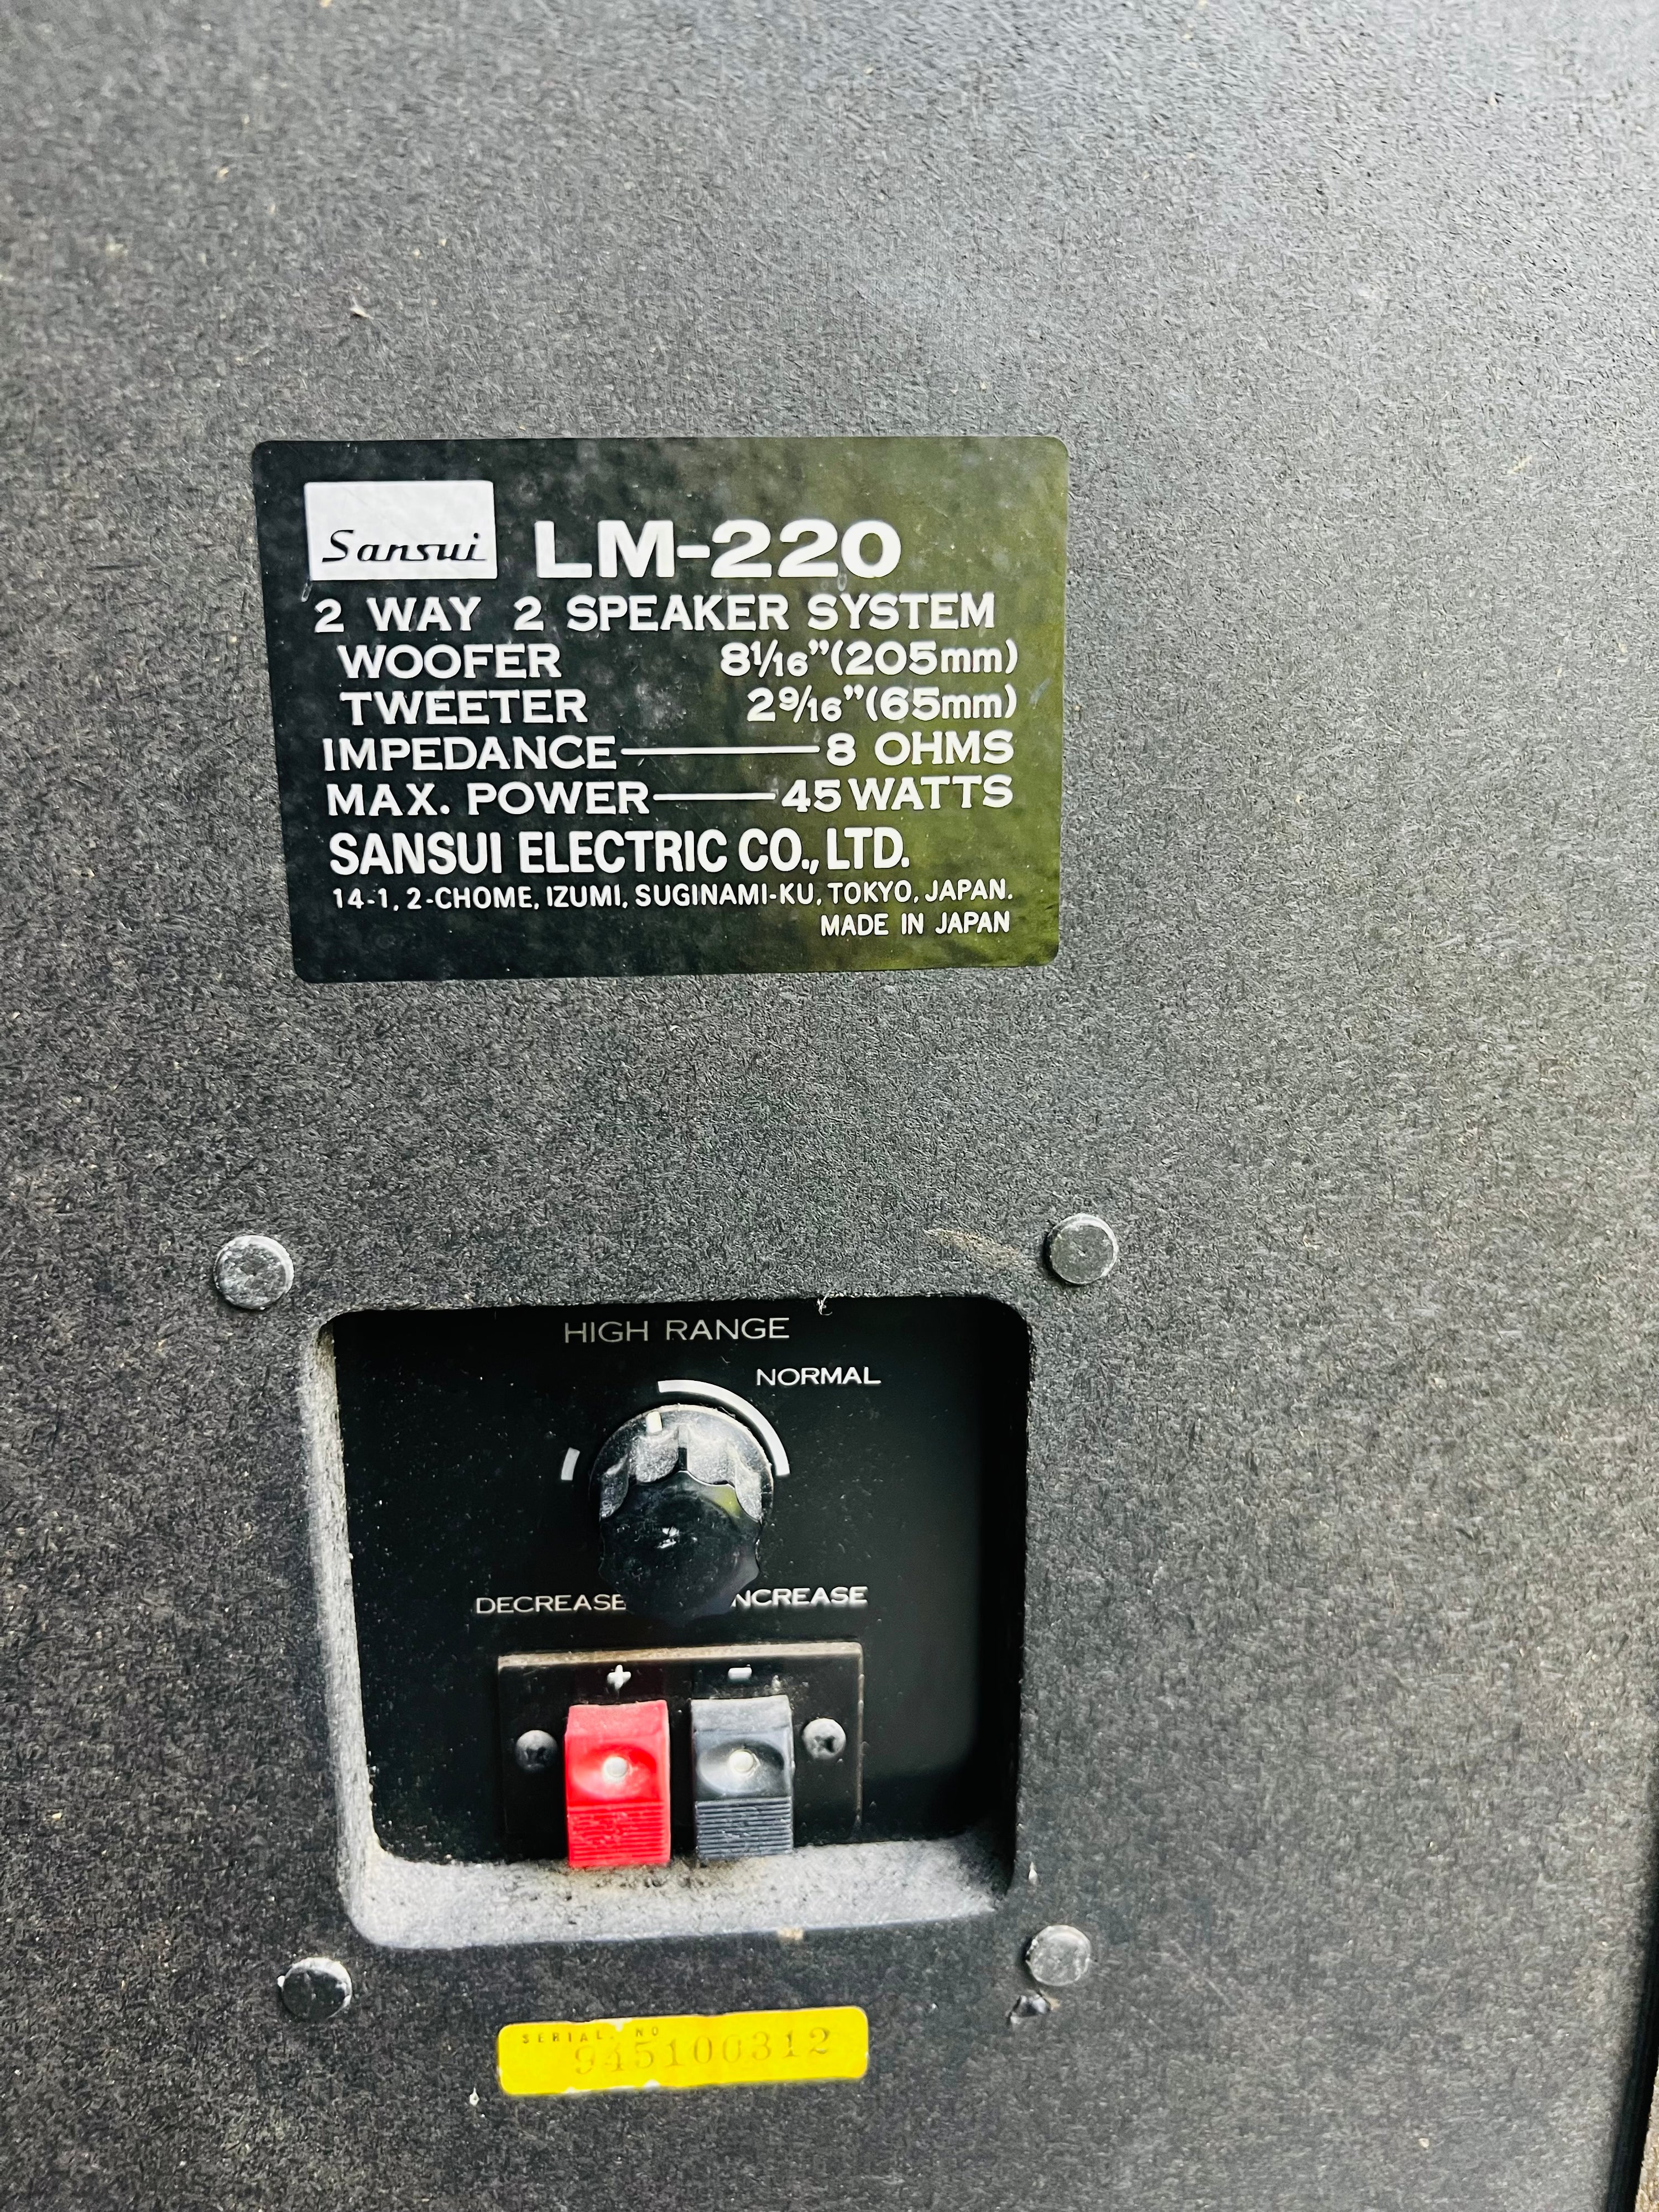 Sansui LM-220
2 WAY 2 SPEAKER SYSTEM
WOOFER 8 1/16"(205mm)
TWEETER 2 9/16"(65mm)
IMPEDANCE——8 OHMS
MAX. POWER——45 WATTS
SANSUI ELECTRIC CO., LTD.
14-1, 2-CHOME, IZUMI, SUGINAMI-KU, TOKYO, JAPAN.
MADE IN JAPAN
HIGH RANGE
NORMAL
DECREASE NCREASE
+ -
SERIAL. NO
945100312